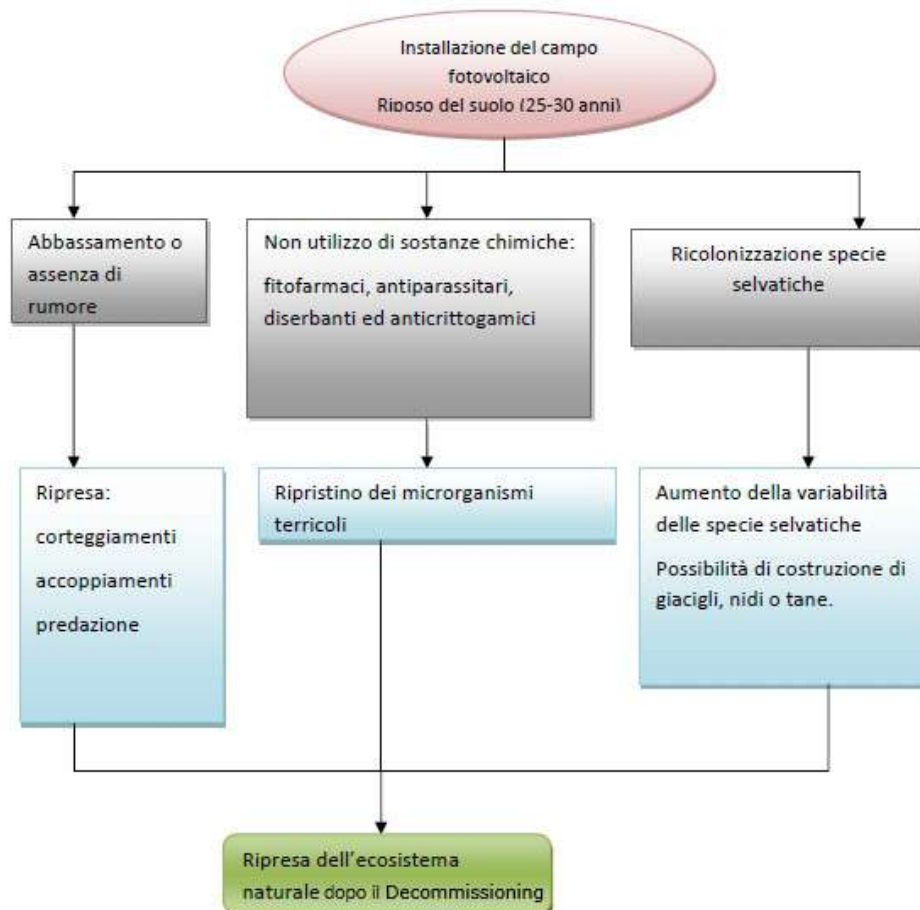 Installazione del campo
fotovoltaico
Riposo del suolo (25-30 anni)
Abbassamento o
assenza di
rumore
Non utilizzo di sostanze chimiche:
fitofarmaci, antiparassitari,
diserbanti ed anticrittogamici
Ricolonizzazione specie
selvatiche
Ripresa:
corteggiamenti
accoppiamenti
predazione
Ripristino dei microrganismi
terricoli
Aumento della variabilità
delle specie selvatiche
Possibilità di costruzione di
giacigli, nidi o tane.
Ripresa dell’ecosistema
naturale dopo il Decommissioning